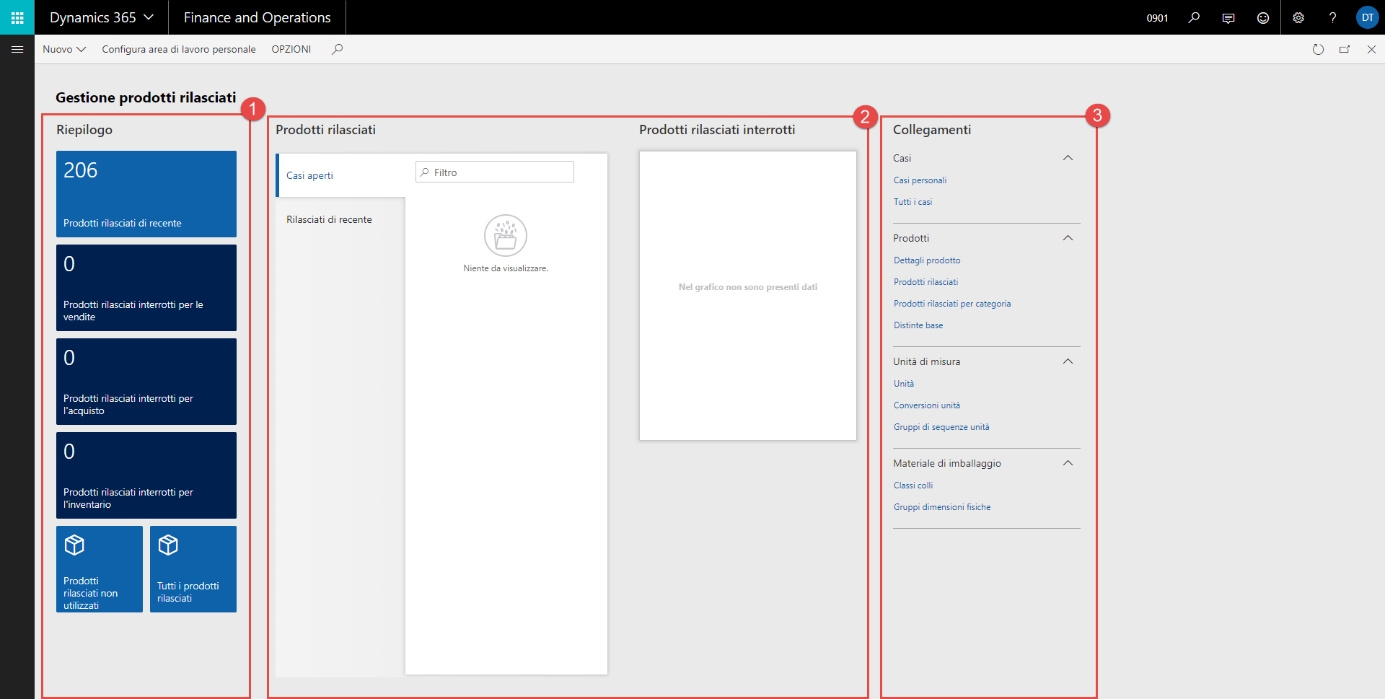 Dynamics 365
Finance and Operations
0901
?
DT
Nuovo
Configura area di lavoro personale
OPZIONI
Gestione prodotti rilasciati
1
Riepilogo
206
Prodotti rilasciati di recente
0
Prodotti rilasciati interrotti per le
vendite
0
Prodotti rilasciati interrotti per
l'acquisto
0
Prodotti rilasciati interrotti per
l'inventario
Prodotti
rilasciati non
utilizzati
Tutti i prodotti
rilasciati
2
Prodotti rilasciati
Casi aperti
Rilasciati di recente
Filtro
Niente da visualizzare.
Prodotti rilasciati interrotti
Nel grafico non sono presenti dati
3
Collegamenti
Casi
Casi personali
Tutti i casi
Prodotti
Dettagli prodotto
Prodotti rilasciati
Prodotti rilasciati per categoria
Distinte base
Unità di misura
Unità
Conversioni unità
Gruppi di sequenze unità
Materiale di imballaggio
Classi colli
Gruppi dimensioni fisiche